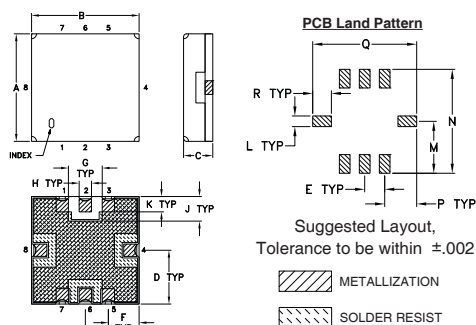 B
7 6 5
A
8
4
INDEX
1 2 3
C
G
TYP
H TYP
1 2 3
K TYP
J TYP
8
4
D TYP
7 6 5
F
PCB Land Pattern
Q
R TYP
L TYP
N
M
E TYP
P TYP
Suggested Layout,
Tolerance to be within ±.002
METALLIZATION
SOLDER RESIST